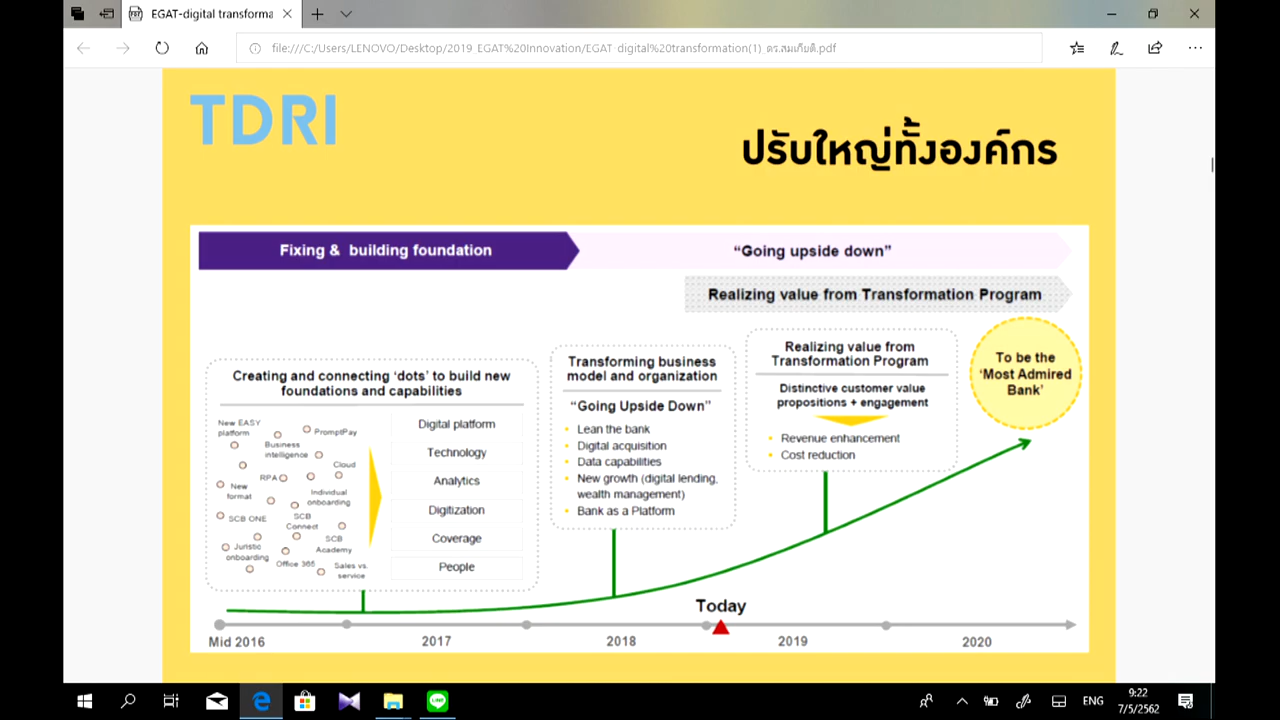 EGAT-digital transforma
file:///C:/Users/LENOVO/Desktop/2019 EGAT%20Innovation/EGAT digital%20transformation(1) ดร.สมเกียติ.pdf
TDRI
ปรับใหญ่ทั้งองค์กร
Fixing & building foundation
“Going upside down”
Realizing value from Transformation Program
Creating and connecting ‘dots’ to build new
foundations and capabilities
New EASY
platform
PromptPay
Business
intelligence
Cloud
RPA
New
format
Individual
onboarding
SCB ONE
SCB
Connect
SCB
Academy
Juristic
onboarding
Office 365
Sales vs.
service
Digital platform
Technology
Analytics
Digitization
Coverage
People
Transforming business
model and organization
“Going Upside Down”
Lean the bank
Digital acquisition
Data capabilities
New growth (digital lending,
wealth management)
Bank as a Platform
Realizing value from
Transformation Program
Distinctive customer value
propositions + engagement
Revenue enhancement
Cost reduction
To be the
‘Most Admired
Bank’
Today
Mid 2016
2017
2018
2019
2020
LINE
ENG
9:22
7/5/2562